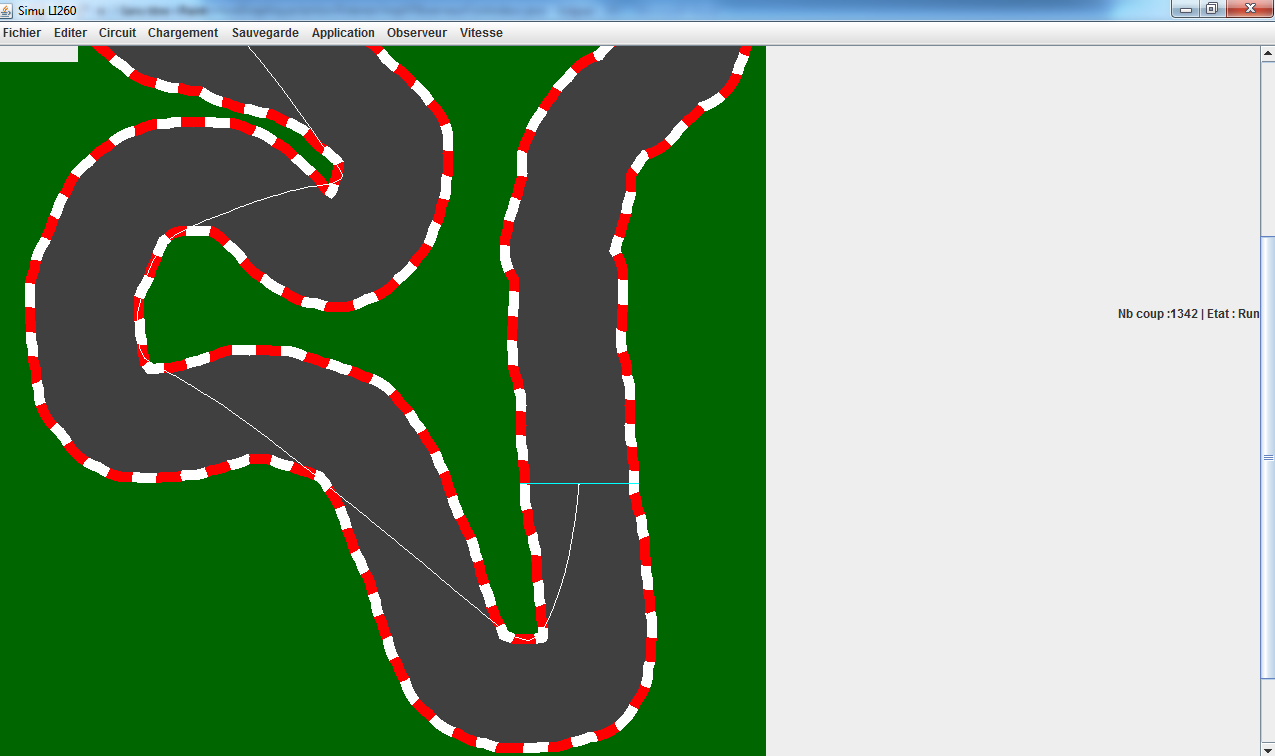 Simu LI260
Fichier Editer Circuit Chargement Sauvegarde Application Observeur Vitesse
Nb coup :1342 | Etat : Run